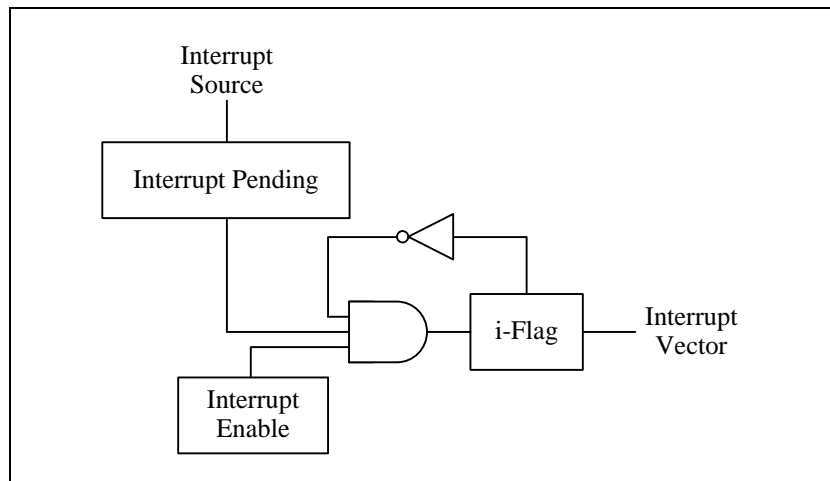 Interrupt
Source
Interrupt Pending
i-Flag
Interrupt
Vector
Interrupt
Enable